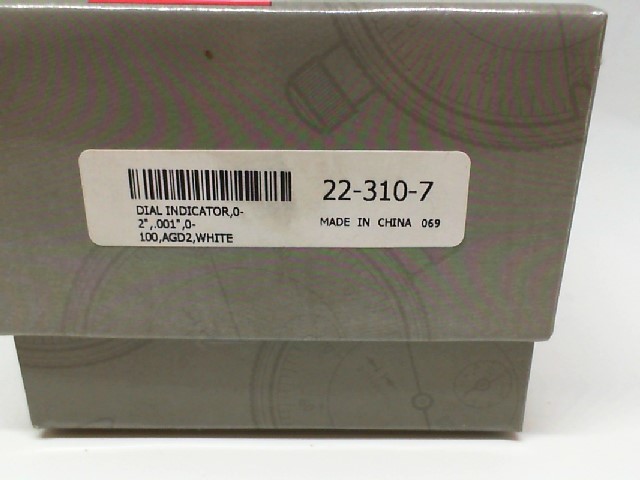 22-310-7
DIAL INDICATOR,0-
2",.001",0-
100,AGD2,WHITE
MADE IN CHINA 069